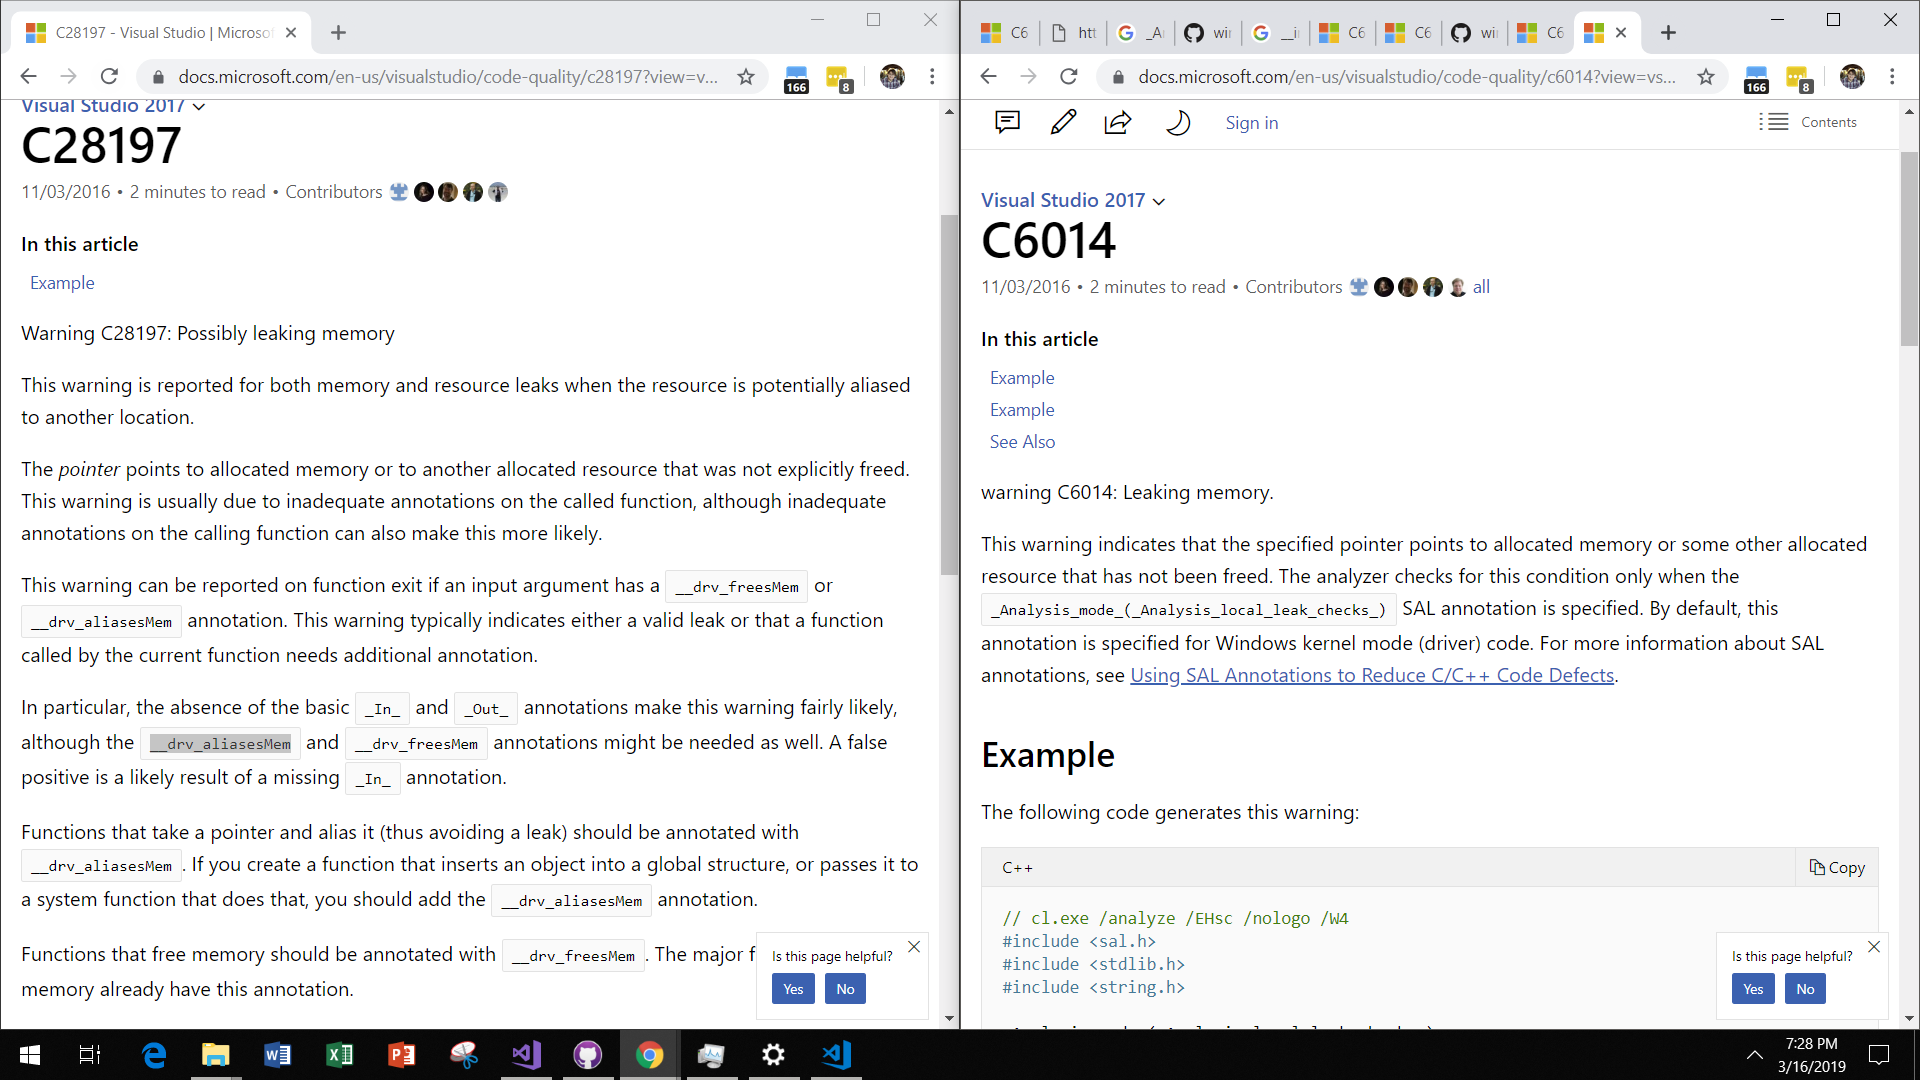 C28197 - Visual Studio | Microsof
docs.microsoft.com/en-us/visualstudio/code-quality/c28197?view=v...
166
8
Visual Studio 2017
C28197
11/03/2016 • 2 minutes to read • Contributors
In this article
Example
Warning C28197: Possibly leaking memory
This warning is reported for both memory and resource leaks when the resource is potentially aliased
to another location.
The pointer points to allocated memory or to another allocated resource that was not explicitly freed.
This warning is usually due to inadequate annotations on the called function, although inadequate
annotations on the calling function can also make this more likely.
This warning can be reported on function exit if an input argument has a __drv_freesMem or
__drv_aliasesMem annotation. This warning typically indicates either a valid leak or that a function
called by the current function needs additional annotation.
In particular, the absence of the basic _In_ and _Out_ annotations make this warning fairly likely,
although the __drv_aliasesMem and __drv_freesMem annotations might be needed as well. A false
positive is a likely result of a missing _In_ annotation.
Functions that take a pointer and alias it (thus avoiding a leak) should be annotated with
__drv_aliasesMem. If you create a function that inserts an object into a global structure, or passes it to
a system function that does that, you should add the __drv_aliasesMem annotation.
Functions that free memory should be annotated with __drv_freesMem. The major f
memory already have this annotation.
Is this page helpful?
Yes No
C6 htt _A wi __i C6 C6 wi C6
docs.microsoft.com/en-us/visualstudio/code-quality/c6014?view=vs...
166
8
Sign in
Contents
Visual Studio 2017
C6014
11/03/2016 • 2 minutes to read • Contributors all
In this article
Example
Example
See Also
warning C6014: Leaking memory.
This warning indicates that the specified pointer points to allocated memory or some other allocated
resource that has not been freed. The analyzer checks for this condition only when the
_Analysis_mode_(_Analysis_local_leak_checks_) SAL annotation is specified. By default, this
annotation is specified for Windows kernel mode (driver) code. For more information about SAL
annotations, see Using SAL Annotations to Reduce C/C++ Code Defects.
Example
The following code generates this warning:
C++
Copy
// cl.exe /analyze /EHsc /nologo /W4
#include <sal.h>
#include <stdlib.h>
#include <string.h>
Is this page helpful?
Yes No
7:28 PM
3/16/2019